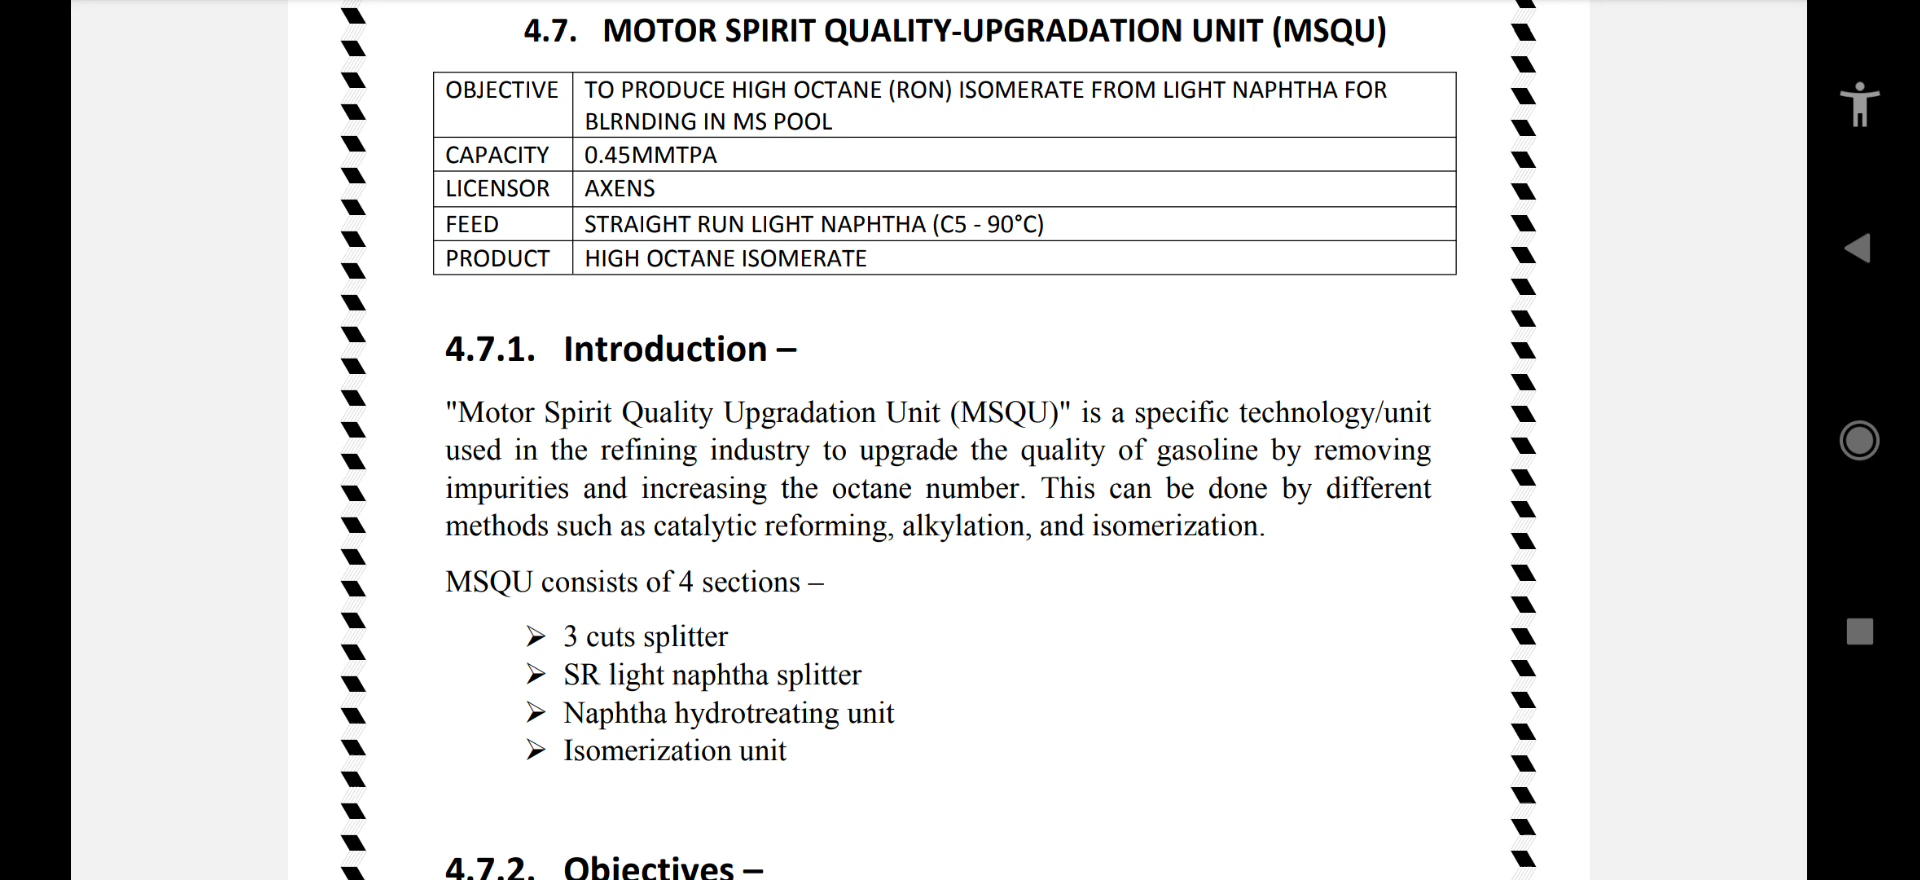 4.7. MOTOR SPIRIT QUALITY-UPGRADATION UNIT (MSQU)
OBJECTIVE TO PRODUCE HIGH OCTANE (RON) ISOMERATE FROM LIGHT NAPHTHA FOR
BLRNDING IN MS POOL
CAPACITY 0.45MMTPA
LICENSOR AXENS
FEED STRAIGHT RUN LIGHT NAPHTHA (C5 - 90°C)
PRODUCT HIGH OCTANE ISOMERATE
4.7.1. Introduction –
"Motor Spirit Quality Upgradation Unit (MSQU)" is a specific technology/unit
used in the refining industry to upgrade the quality of gasoline by removing
impurities and increasing the octane number. This can be done by different
methods such as catalytic reforming, alkylation, and isomerization.
MSQU consists of 4 sections –
➢ 3 cuts splitter
➢ SR light naphtha splitter
➢ Naphtha hydrotreating unit
➢ Isomerization unit
4.7.2. Objectives –